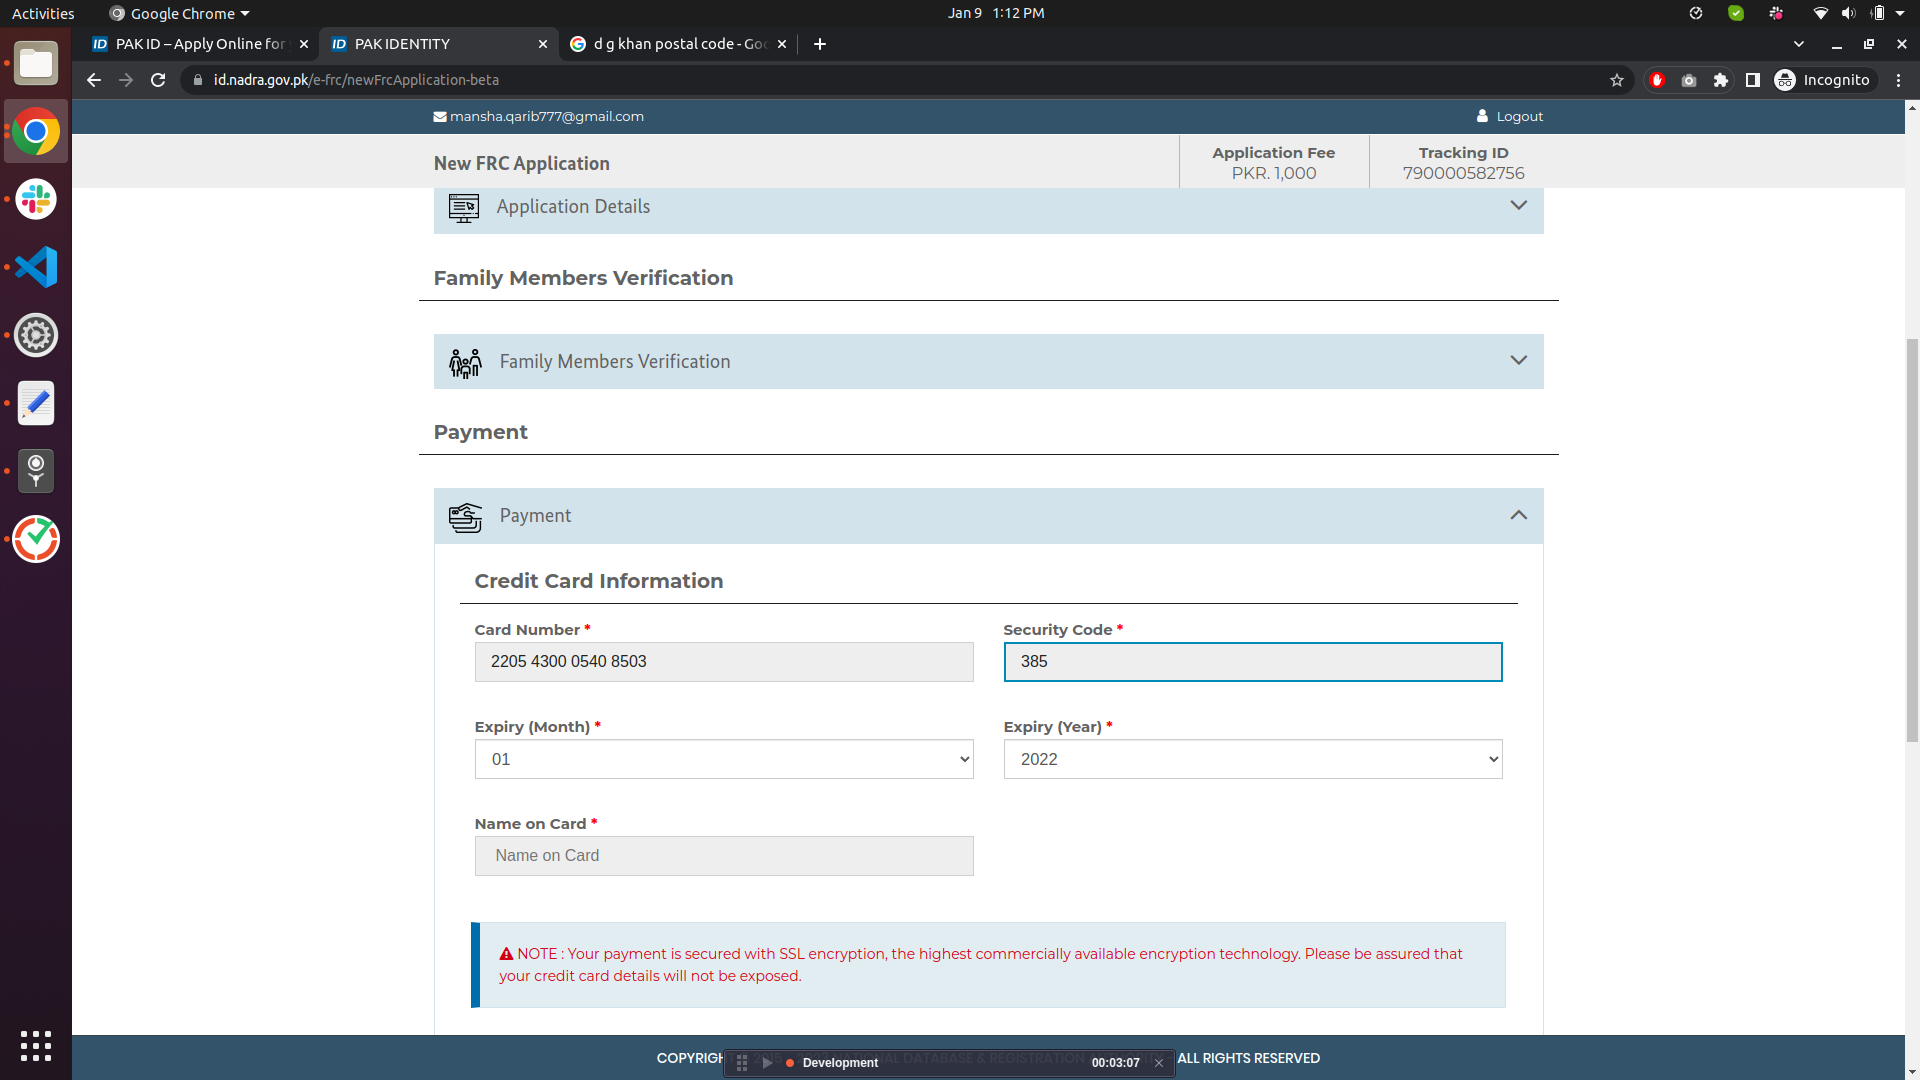 Activities
Google Chrome
Jan 9 1:12 PM
ID PAK ID – Apply Online for
ID PAK IDENTITY
d g khan postal code - Goo
id.nadra.gov.pk/e-frc/newFrcApplication-beta
Incognito
mansha.qarib777@gmail.com
Logout
New FRC Application
Application Fee
PKR. 1,000
Tracking ID
790000582756
Application Details
Family Members Verification
Family Members Verification
Payment
Payment
Credit Card Information
Card Number *
Security Code *
2205 4300 0540 8503
385
Expiry (Month) *
Expiry (Year) *
01
2022
Name on Card *
Name on Card
NOTE : Your payment is secured with SSL encryption, the highest commercially available encryption technology. Please be assured that
your credit card details will not be exposed.
NATIONAL DATABASE & REGISTRATION ALL RIGHTS RESERVED
Development
00:03:07